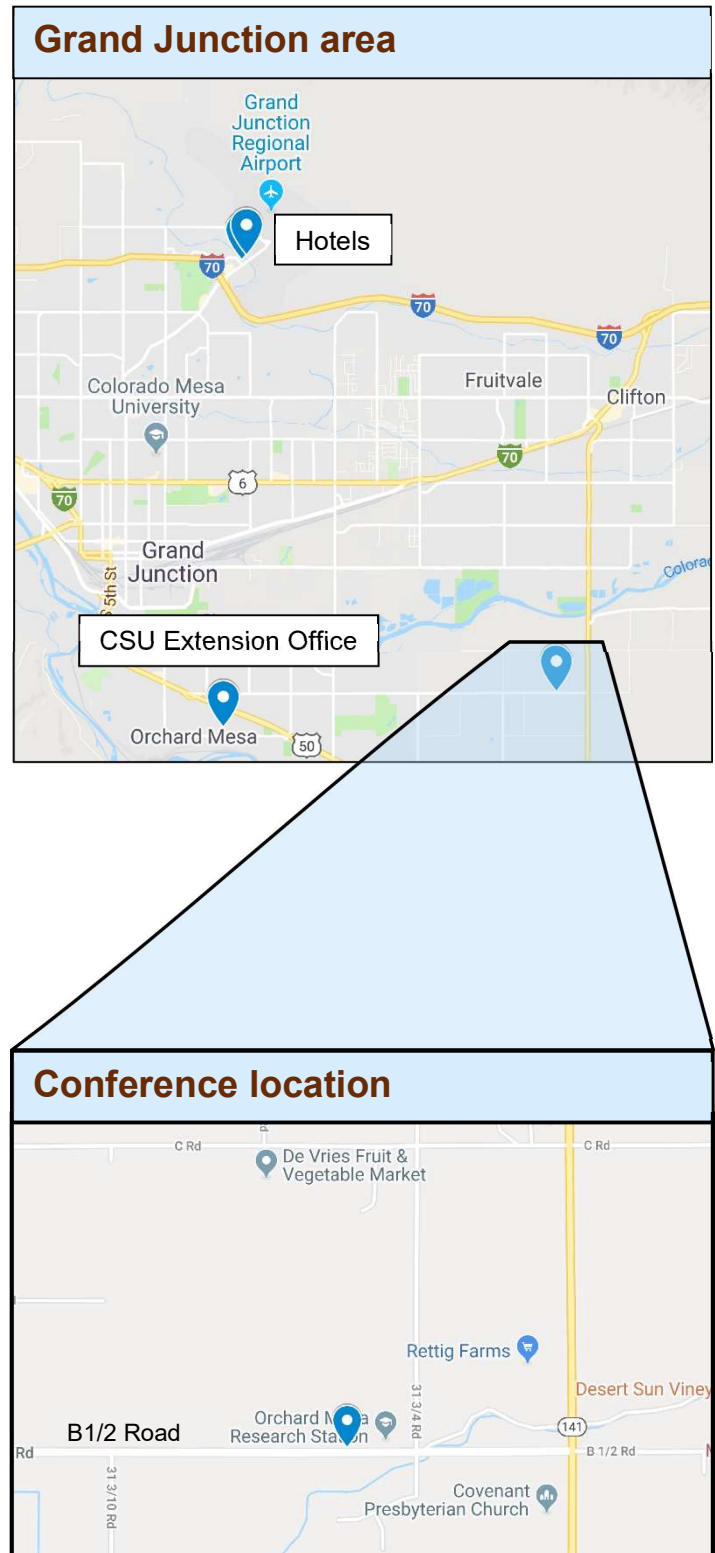 Grand Junction area
Grand
Junction
Regional
Airport
Hotels
70
70
70
Colorado Mesa
University
Fruitvale
Clifton
70
6
70
Grand
Junction
S 5th St
Colorad
CSU Extension Office
Orchard Mesa
50
Conference location
C Rd
C Rd
De Vries Fruit &
Vegetable Market
Rettig Farms
31 3/4 Rd
Desert Sun Viney
Orchard M a
Research Stat on
B1/2 Road
141
Rd
B 1/2 Rd
31 3/10 Rd
Covenant
Presbyterian Church